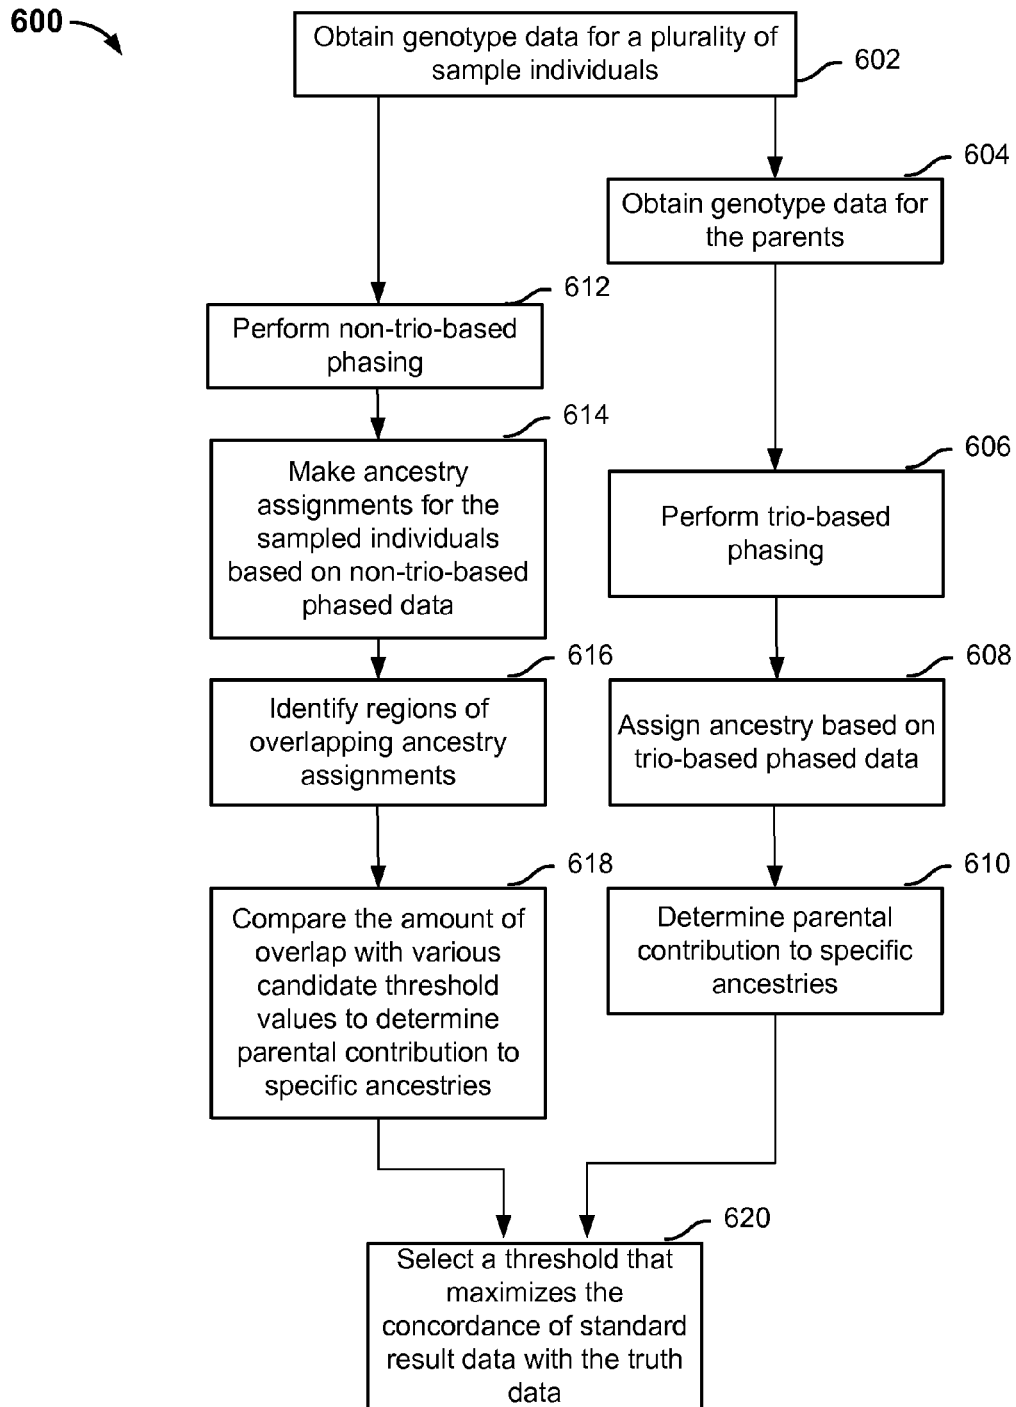 600
Obtain genotype data for a plurality of
sample individuals
602
604
Obtain genotype data for
the parents
612
Perform non-trio-based
phasing
614
Make ancestry
assignments for the
sampled individuals
based on non-trio-based
phased data
606
Perform trio-based
phasing
616
Identify regions of
overlapping ancestry
assignments
608
Assign ancestry based on
trio-based phased data
618
Compare the amount of
overlap with various
candidate threshold
values to determine
parental contribution to
specific ancestries
610
Determine parental
contribution to specific
ancestries
620
Select a threshold that
maximizes the
concordance of standard
result data with the truth
data